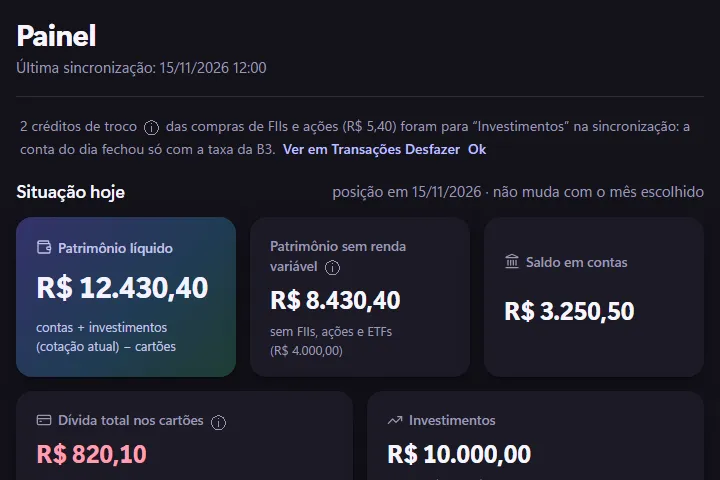 Painel
Última sincronização: 15/11/2026 12:00
2 créditos de troco ⓘ das compras de FIIs e ações (R$ 5,40) foram para “Investimentos” na sincronização: a
conta do dia fechou só com a taxa da B3. Ver em Transações Desfazer Ok
Situação hoje
posição em 15/11/2026 · não muda com o mês escolhido
Patrimônio líquido
R$ 12.430,40
contas + investimentos
(cotação atual) − cartões
Patrimônio sem renda
variável ⓘ
R$ 8.430,40
sem FIIs, ações e ETFs
(R$ 4.000,00)
Saldo em contas
R$ 3.250,50
Dívida total nos cartões ⓘ
R$ 820,10
Investimentos
R$ 10.000,00